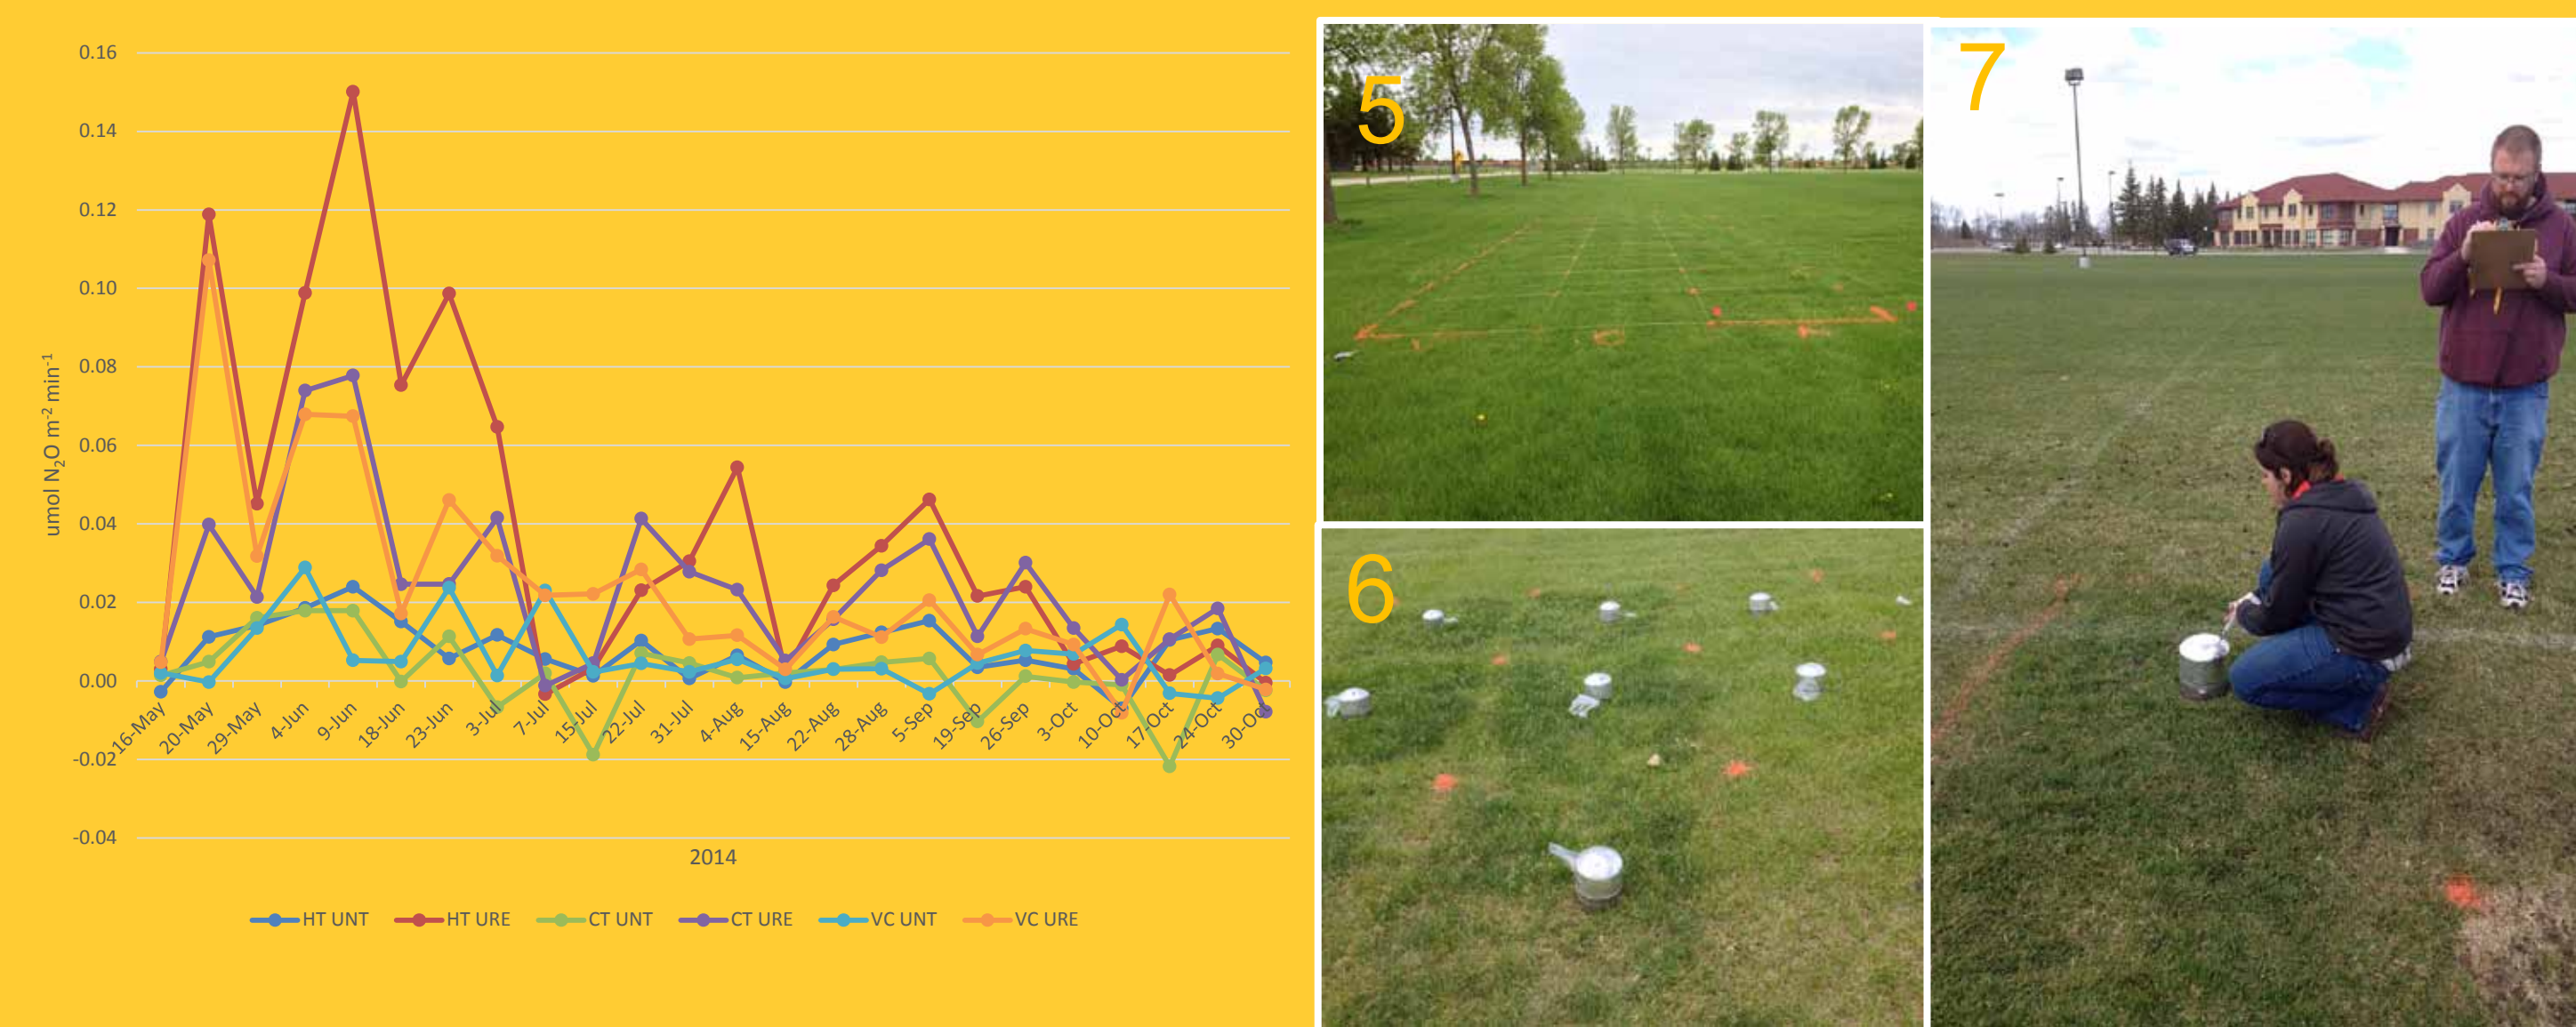 0.16
0.14
0.12
0.10
0.08
0.06
0.04
0.02
0.00
-0.02
-0.04
umol N₂O m⁻² min⁻¹
16-May
20-May
29-May
4-Jun
9-Jun
18-Jun
23-Jun
3-Jul
7-Jul
15-Jul
22-Jul
31-Jul
4-Aug
15-Aug
22-Aug
28-Aug
5-Sep
19-Sep
26-Sep
3-Oct
10-Oct
17-Oct
24-Oct
30-Oct
2014
HT UNT HT URE CT UNT CT URE VC UNT VC URE
5
6
7